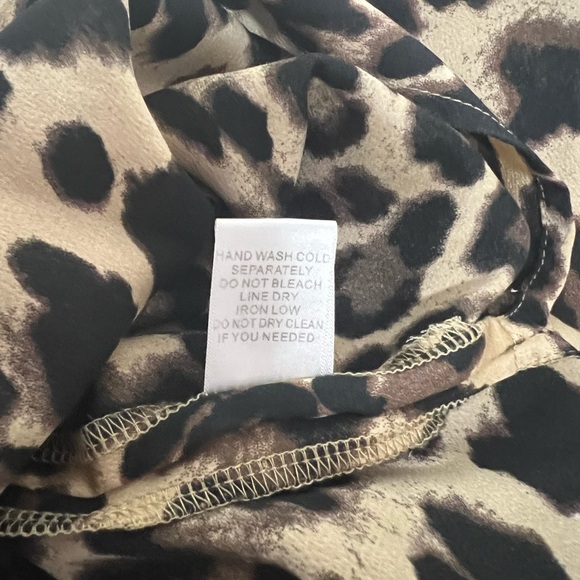 HAND WASH COLD
SEPARATELY
DO NOT BLEACH
LINE DRY
IRON LOW
DO NOT DRY CLEAN
IF YOU NEEDED